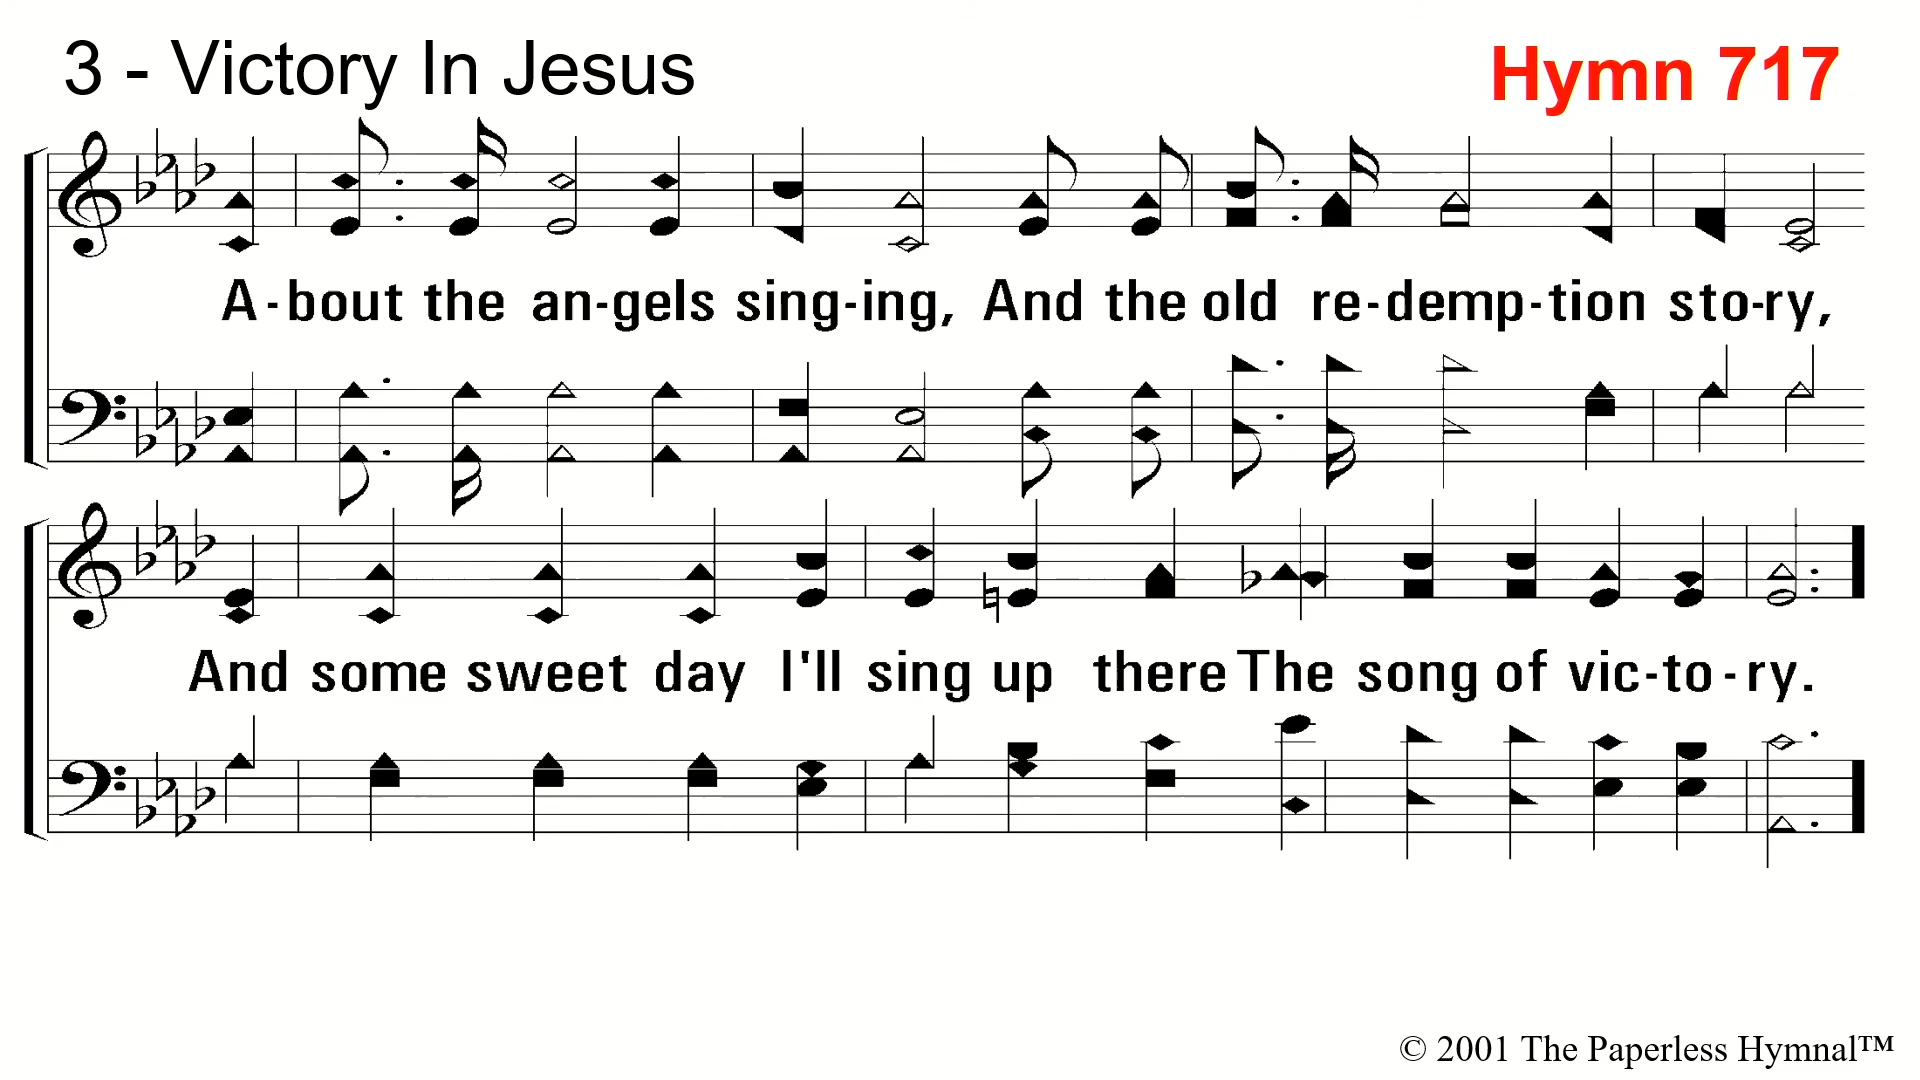 3 - Victory In Jesus
Hymn 717
A-bout the an-gels sing-ing, And the old re-demp-tion sto-ry,
And some sweet day I'll sing up there The song of vic-to-ry.
© 2001 The Paperless Hymnal™